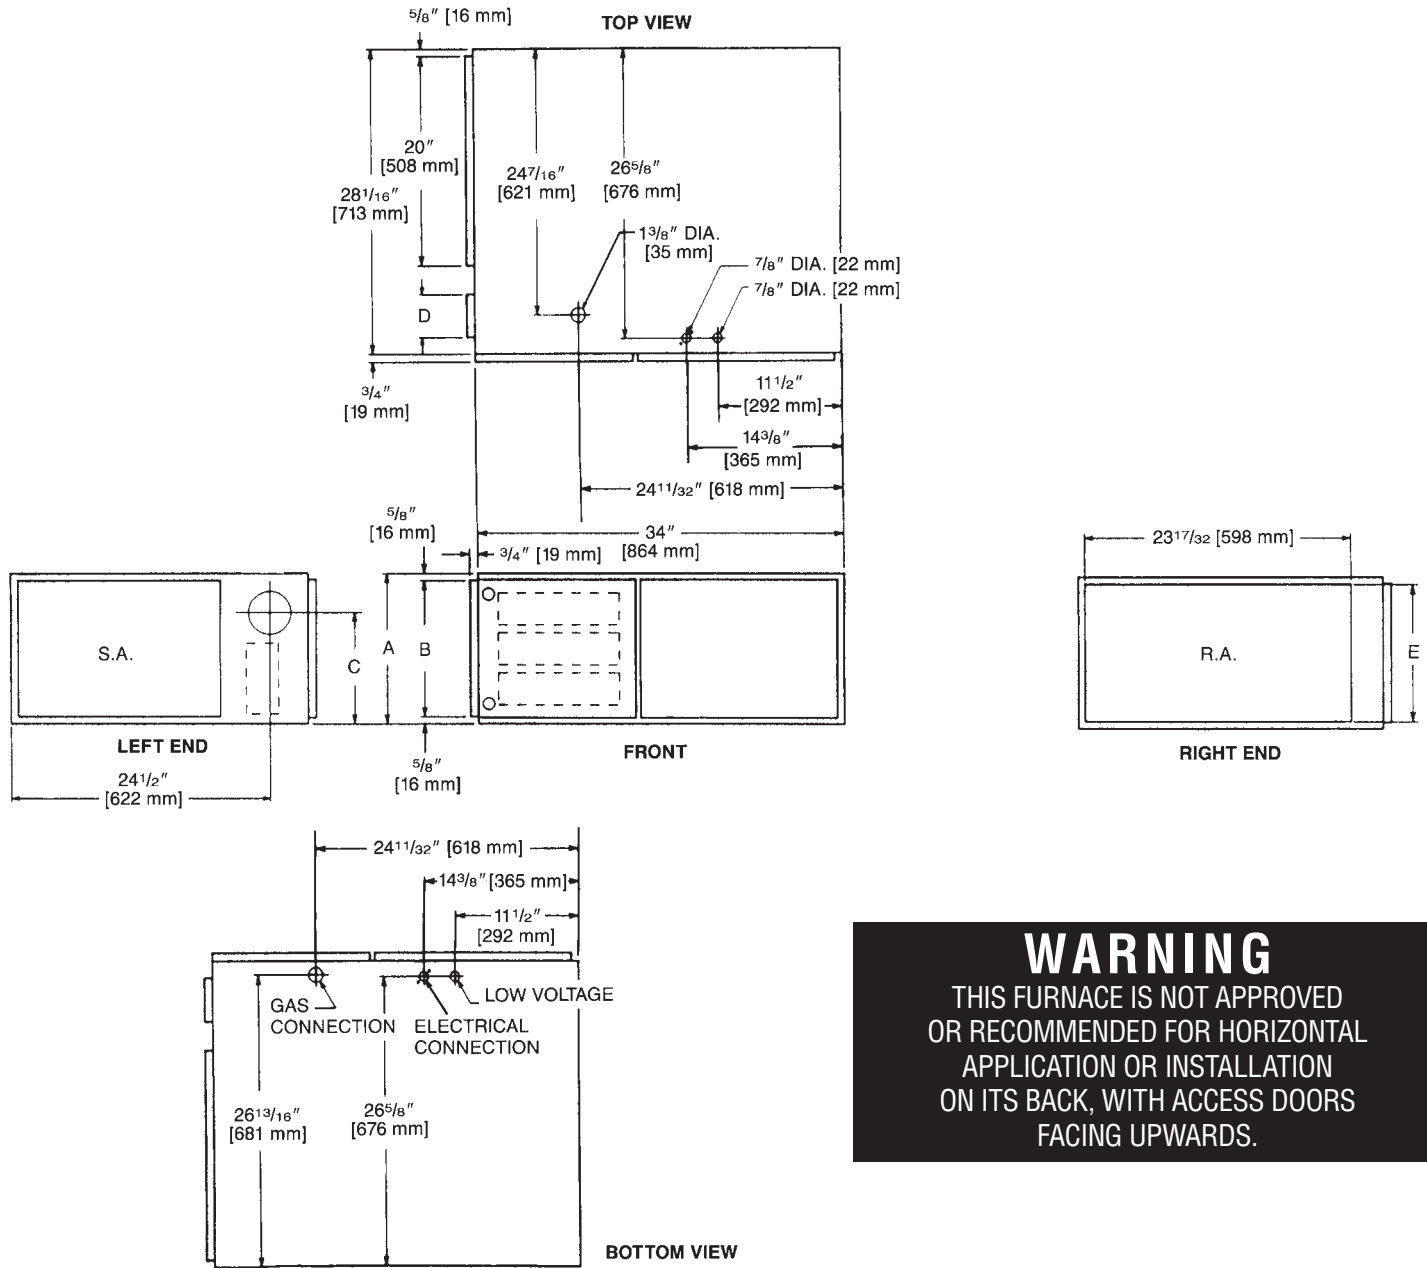 5/8" [16 mm]
TOP VIEW
20"
[508 mm]
28 1/16"
[713 mm]
24 7/16"
[621 mm]
26 5/8"
[676 mm]
1 3/8" DIA.
[35 mm]
7/8" DIA. [22 mm]
7/8" DIA. [22 mm]
D
3/4"
[19 mm]
11 1/2"
[292 mm]
14 3/8"
[365 mm]
24 11/32" [618 mm]
5/8"
[16 mm]
34"
[864 mm]
3/4" [19 mm]
23 17/32 [598 mm]
S.A.
C
A
B
R.A.
E
LEFT END
FRONT
RIGHT END
5/8"
[16 mm]
24 1/2"
[622 mm]
24 11/32" [618 mm]
14 3/8" [365 mm]
11 1/2"
[292 mm]
GAS
CONNECTION
LOW VOLTAGE
ELECTRICAL
CONNECTION
26 13/16"
[681 mm]
26 5/8"
[676 mm]
BOTTOM VIEW
WARNING
THIS FURNACE IS NOT APPROVED
OR RECOMMENDED FOR HORIZONTAL
APPLICATION OR INSTALLATION
ON ITS BACK, WITH ACCESS DOORS
FACING UPWARDS.